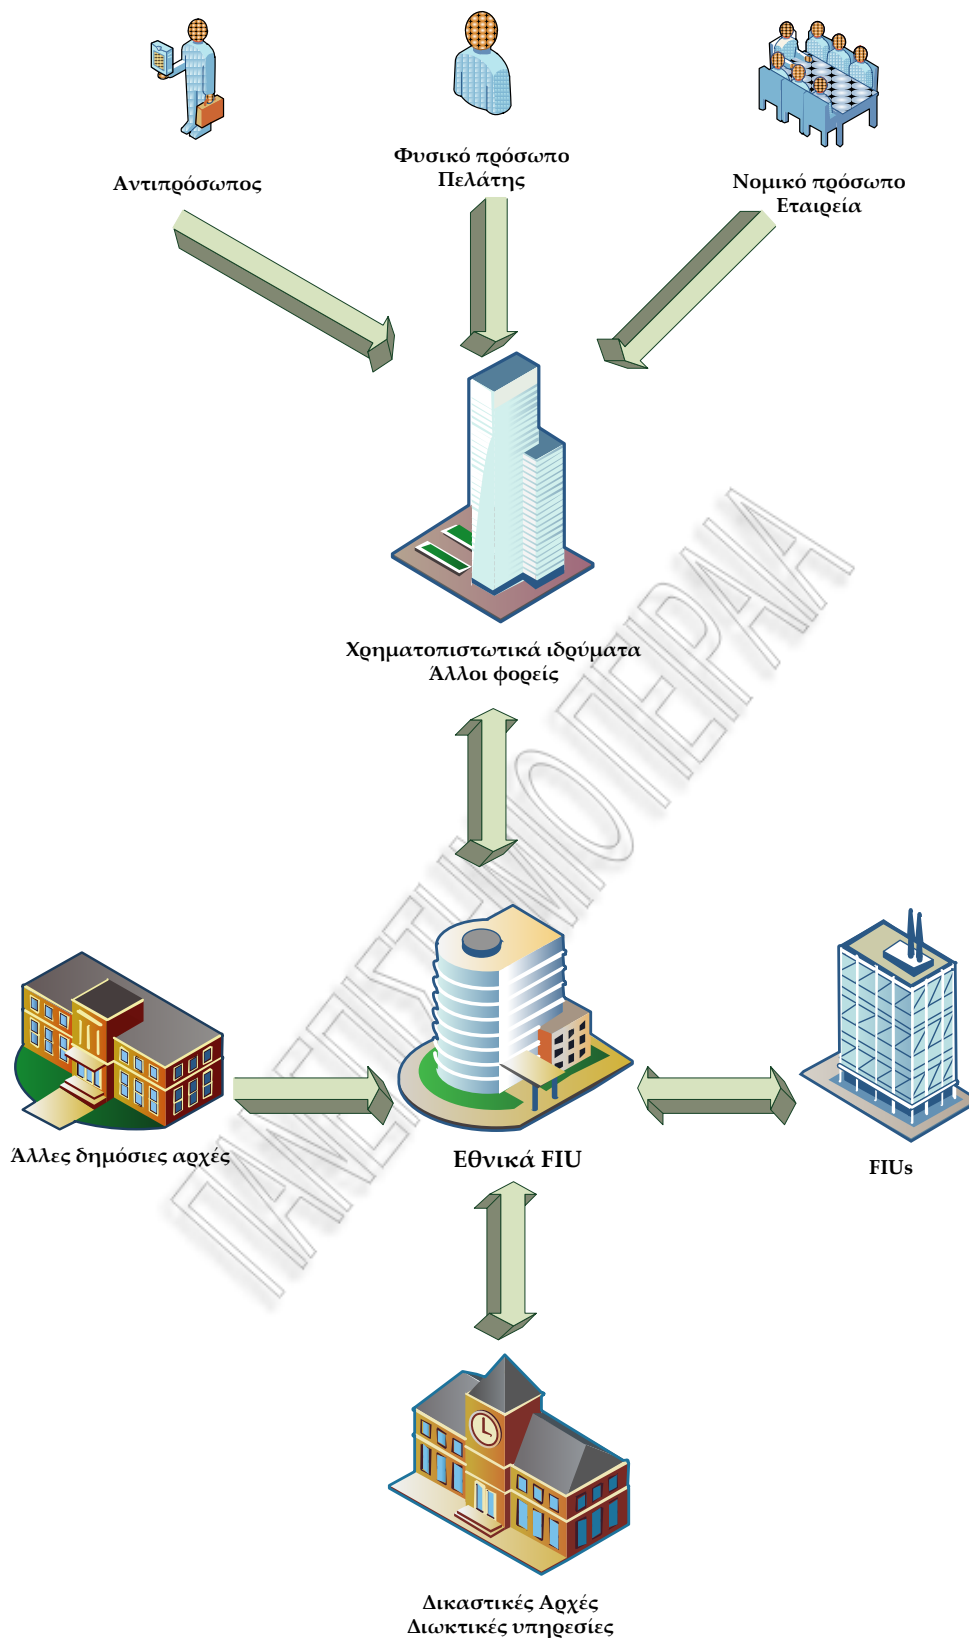 Αντιπρόσωπος
Φυσικό πρόσωπο
Πελάτης
Νομικό πρόσωπο
Εταιρεία
Χρηματοπιστωτικά ιδρύματα
Άλλοι φορείς
Άλλες δημόσιες αρχές
Εθνικά FIU
FIUs
Δικαστικές Αρχές
Διωκτικές υπηρεσίες
ΠΑΝΕΠΙΣΤΗΜΙΟ ΠΕΙΡΑΙΑ